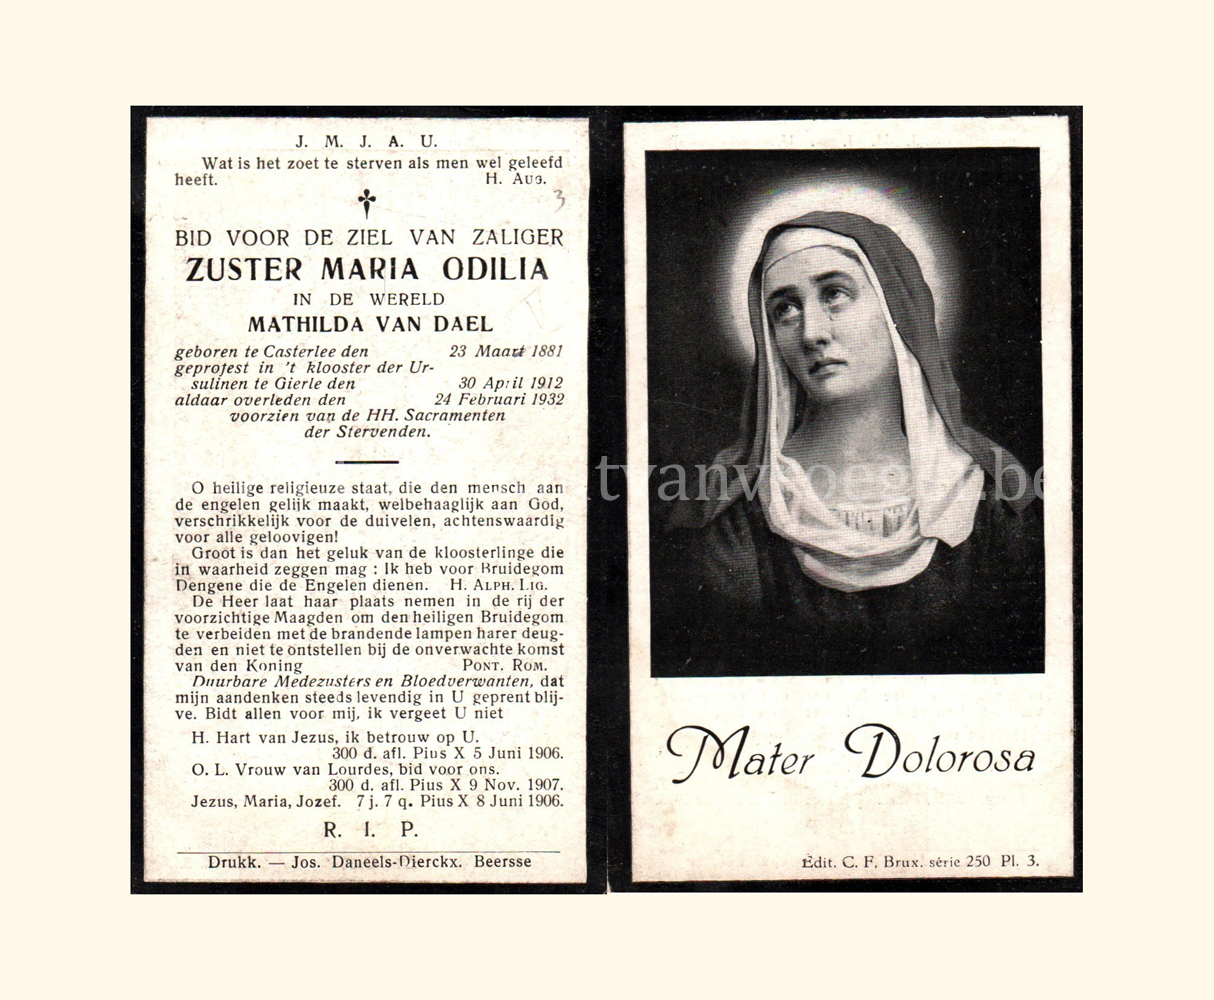 J. M. J. A. U.
Wat is het zoet te sterven als men wel geleefd
heeft. H. Aug.
3
BID VOOR DE ZIEL VAN ZALIGER
ZUSTER MARIA ODILIA
IN DE WERELD
MATHILDA VAN DAEL
geboren te Casterlee den 23 Maart 1881
geprofest in 't klooster der Ur-
sulinen te Gierle den 30 April 1912
aldaar overleden den 24 Februari 1932
voorzien van de HH. Sacramenten
der Stervenden.
O heilige religieuze staat, die den mensch aan
de engelen gelijk maakt, welbehaaglijk aan God,
verschrikkelijk voor de duivelen, achtenswaardig
voor alle geloovigen!
Groot is dan het geluk van de kloosterlinge die
in waarheid zeggen mag : Ik heb voor Bruidegom
Dengene die de Engelen dienen. H. Alph. Lig.
De Heer laat haar plaats nemen in de rij der
voorzichtige Maagden om den heiligen Bruidegom
te verbeiden met de brandende lampen harer deug-
den en niet te ontstellen bij de onverwachte komst
van den Koning Pont. Rom.
Duurbare Medezusters en Bloedverwanten, dat
mijn aandenken steeds levendig in U geprent blij-
ve. Bidt allen voor mij, ik vergeet U niet
H. Hart van Jezus, ik betrouw op U.
300 d. afl. Pius X 5 Juni 1906.
O. L. Vrouw van Lourdes, bid voor ons.
300 d. afl. Pius X 9 Nov. 1907.
Jezus, Maria, Jozef. 7 j. 7 q. Pius X 8 Juni 1906.
R. I. P.
Drukk. — Jos. Daneels-Dierckx. Beersse
Mater Dolorosa
Édit. C. F, Brux. série 250 Pl. 3.